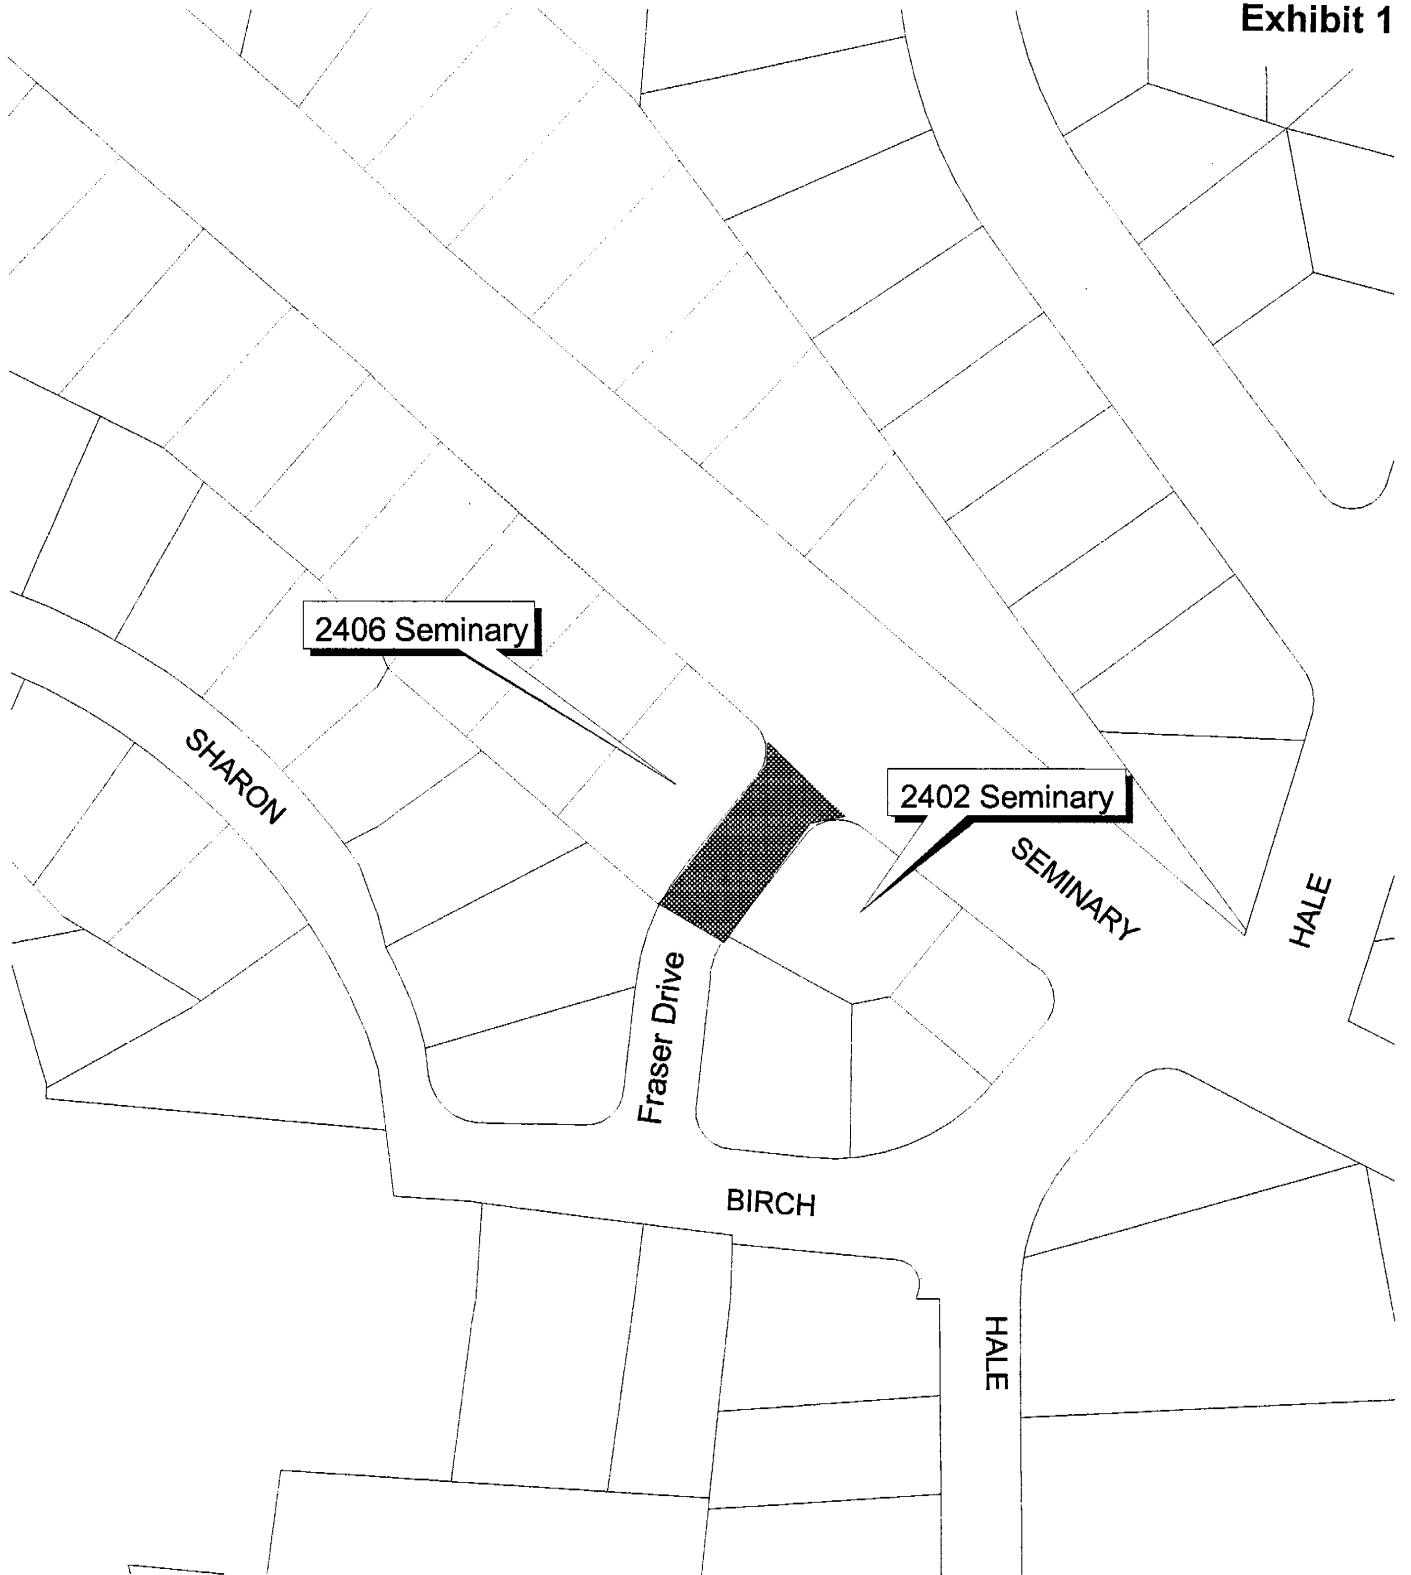 Exhibit 1
2406 Seminary
SHARON
2402 Seminary
SEMINARY
HALE
Fraser Drive
BIRCH
HALE